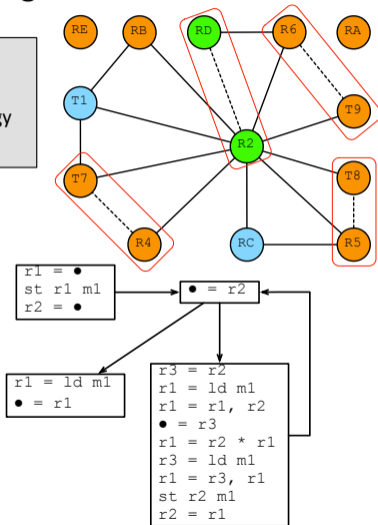 RE RB RD R6 RA
gy
T1
T9
R2
T7 T8
R4 RC R5
r1 = ●
st r1 m1
r2 = ●
● = r2
r1 = ld m1
● = r1
r3 = r2
r1 = ld m1
r1 = r1, r2
● = r3
r1 = r2 * r1
r3 = ld m1
r1 = r3, r1
st r2 m1
r2 = r1